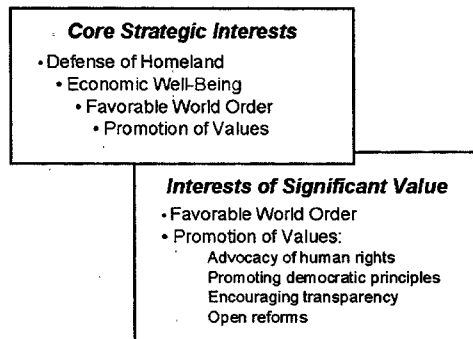 Core Strategic Interests
• Defense of Homeland
• Economic Well-Being
• Favorable World Order
• Promotion of Values
Interests of Significant Value
• Favorable World Order
• Promotion of Values:
Advocacy of human rights
Promoting democratic principles
Encouraging transparency
Open reforms